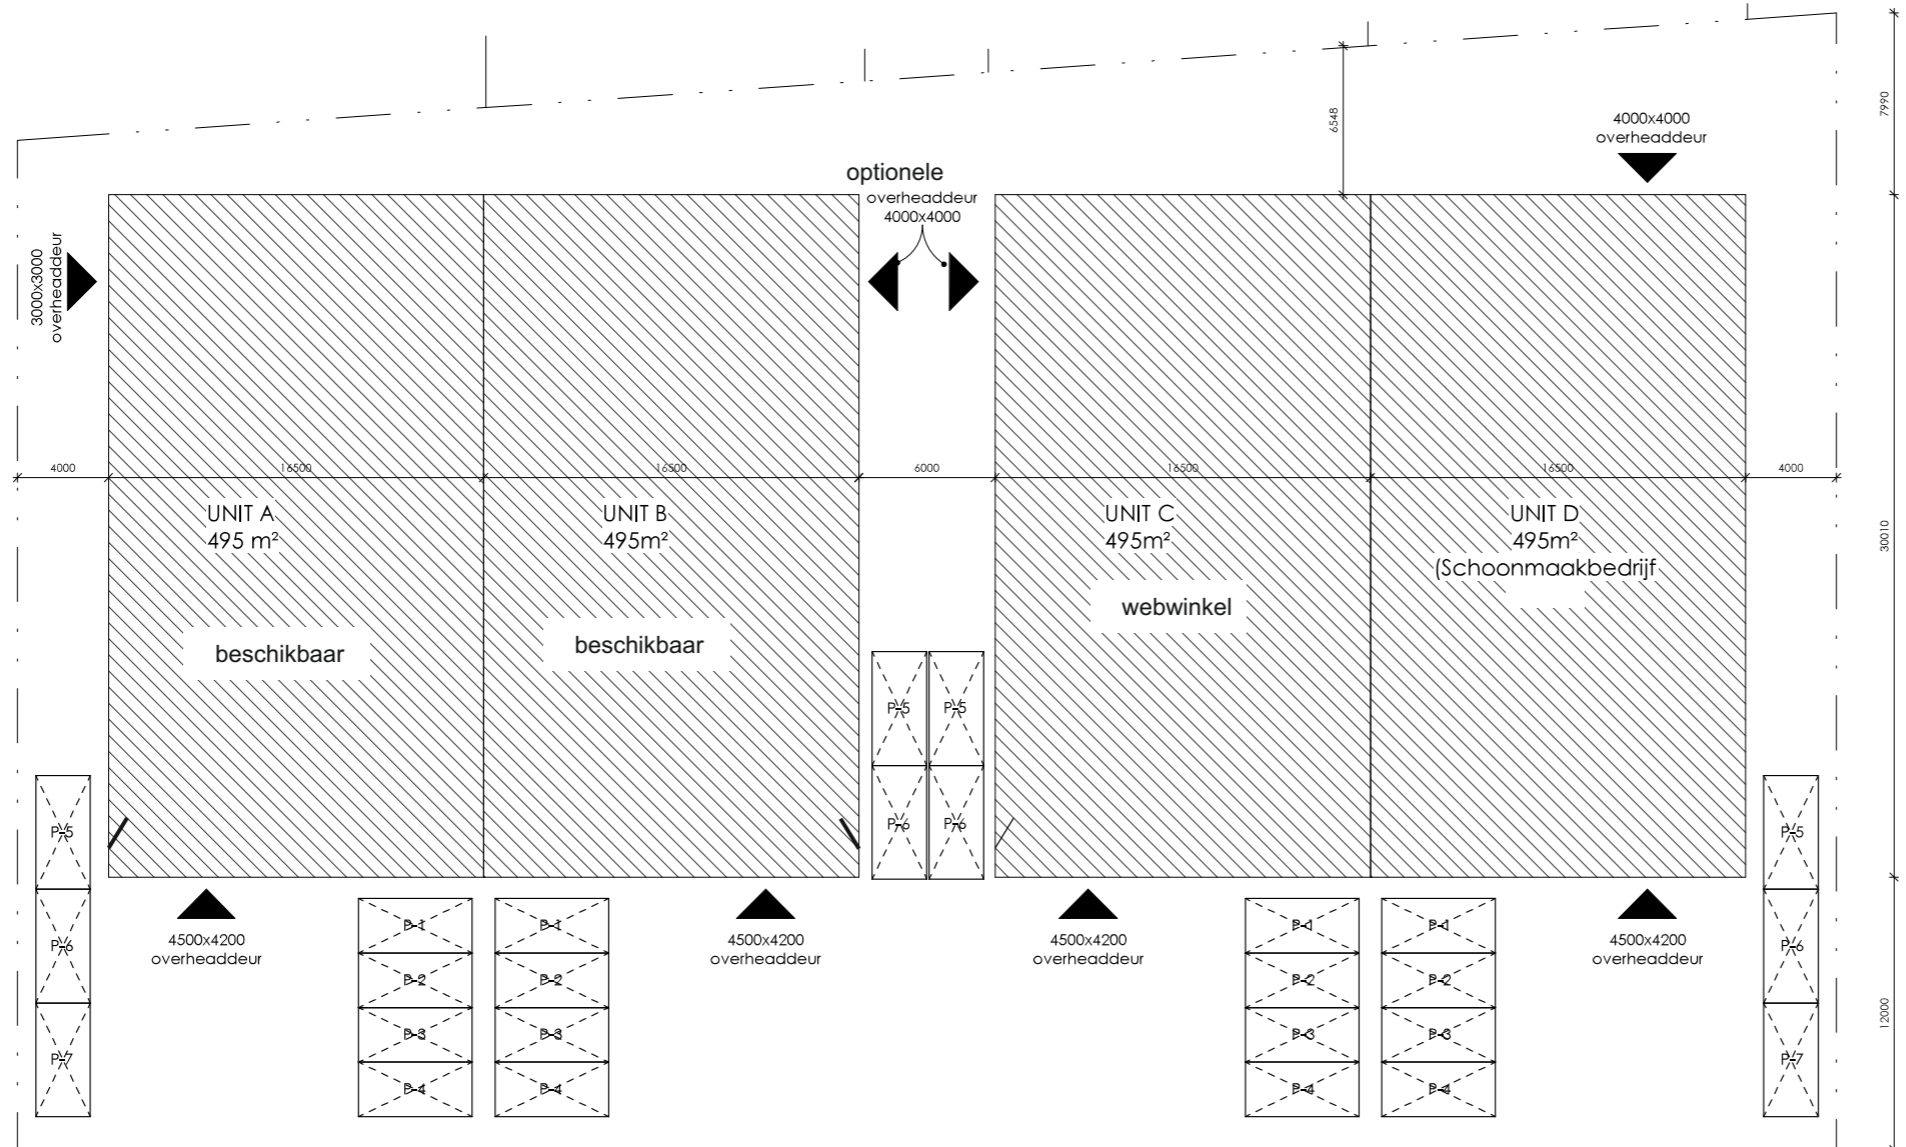 7990
6548
4000x4000
overheaddeur
optionele
overheaddeur
4000x4000
3000x3000
overheaddeur
4000
16500
16500
6000
16500
16500
4000
UNIT A
495 m²
UNIT B
495m²
UNIT C
495m²
UNIT D
495m²
(Schoonmaakbedrijf
30010
webwinkel
beschikbaar
beschikbaar
P-5
P-5
P-6
P-6
P-5
P-6
P-7
P-5
P-6
P-7
4500x4200
overheaddeur
4500x4200
overheaddeur
4500x4200
overheaddeur
4500x4200
overheaddeur
P-1
P-2
P-3
P-4
P-1
P-2
P-3
P-4
P-1
P-2
P-3
P-4
P-1
P-2
P-3
P-4
12000